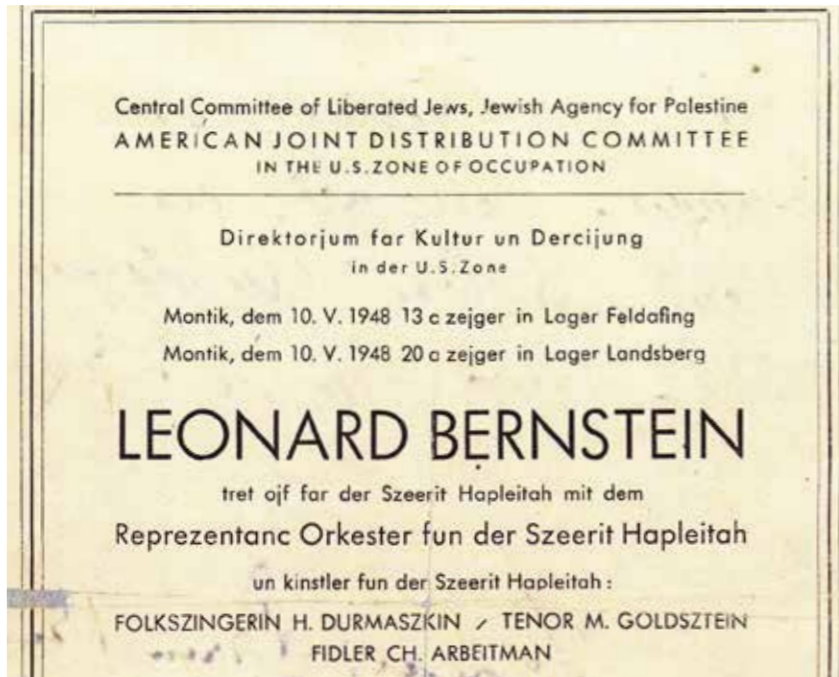 Central Committee of Liberated Jews, Jewish Agency for Palestine
AMERICAN JOINT DISTRIBUTION COMMITTEE
IN THE U.S. ZONE OF OCCUPATION
Direktorjum far Kultur un Dercijung
in der U.S. Zone
Montik, dem 10. V. 1948 13 a zejger in Lager Feldafing
Montik, dem 10. V. 1948 20 a zejger in Lager Landsberg
LEONARD BERNSTEIN
tret ojf far der Szeerit Hapleitah mit dem
Reprezentanc Orkester fun der Szeerit Hapleitah
un kinstler fun der Szeerit Hapleitah :
FOLKSZINGERIN H. DURMASZKIN / TENOR M. GOLDSZTEIN
FIDLER CH. ARBEITMAN